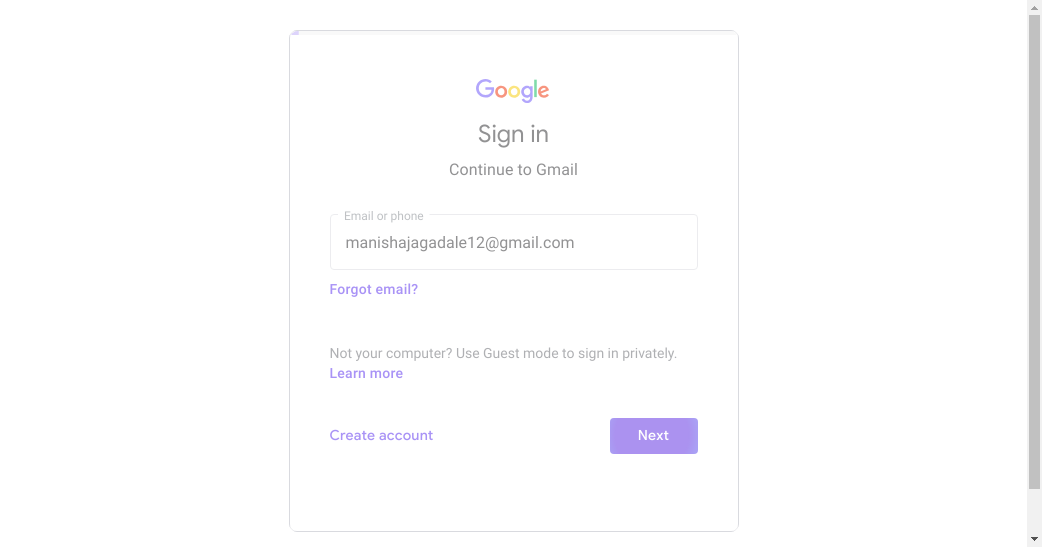 Google
Sign in
Continue to Gmail
Email or phone
manishajagadale12@gmail.com
Forgot email?
Not your computer? Use Guest mode to sign in privately.
Learn more
Create account
Next